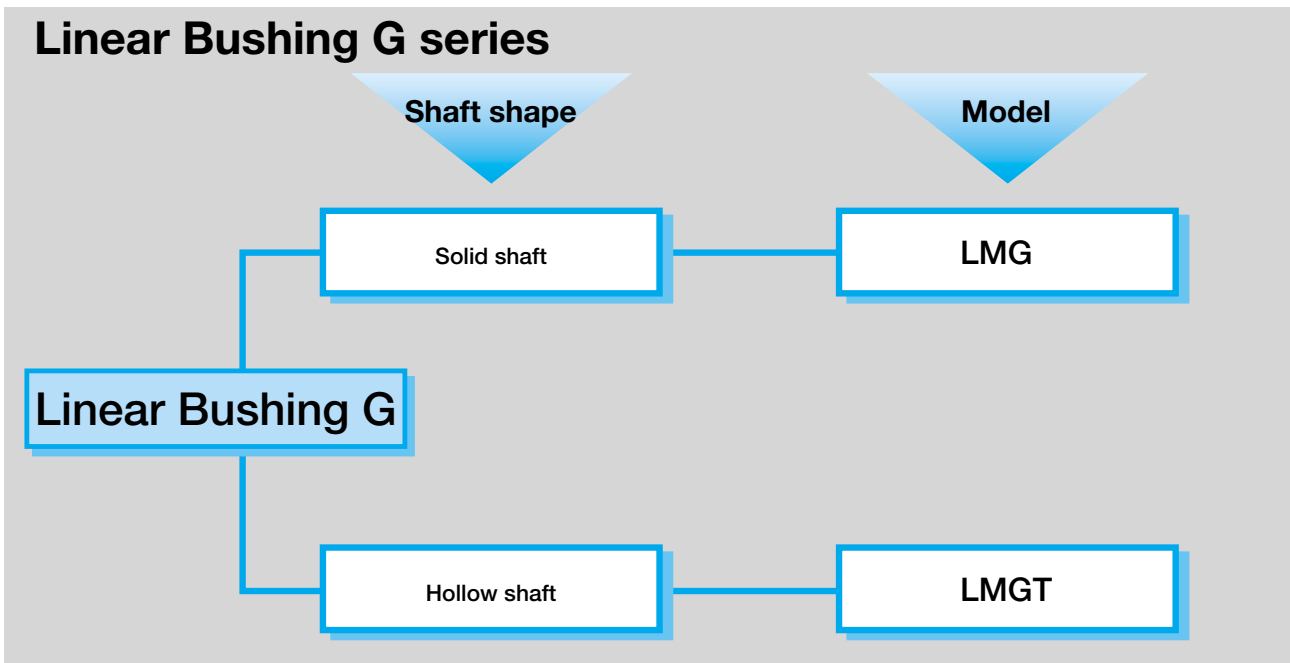 Linear Bushing G series
Shaft shape
Model
Solid shaft
LMG
Linear Bushing G
Hollow shaft
LMGT